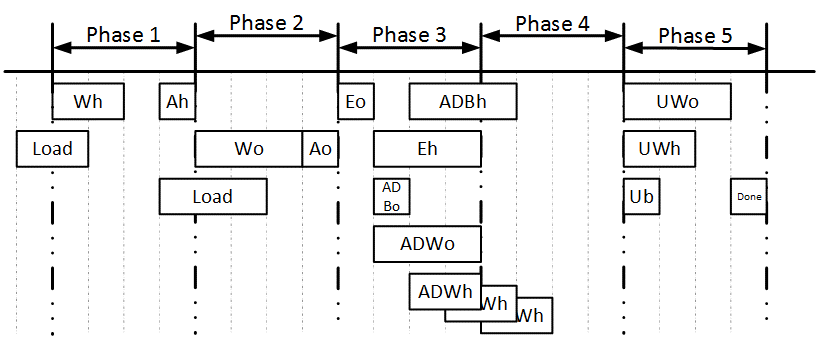 Phase 1
Phase 2
Phase 3
Phase 4
Phase 5
Wh
Ah
Eo
ADBh
UWo
Load
Wo
Ao
Eh
UWh
Load
AD
Bo
Ub
Done
ADWo
ADWh
Wh
Wh